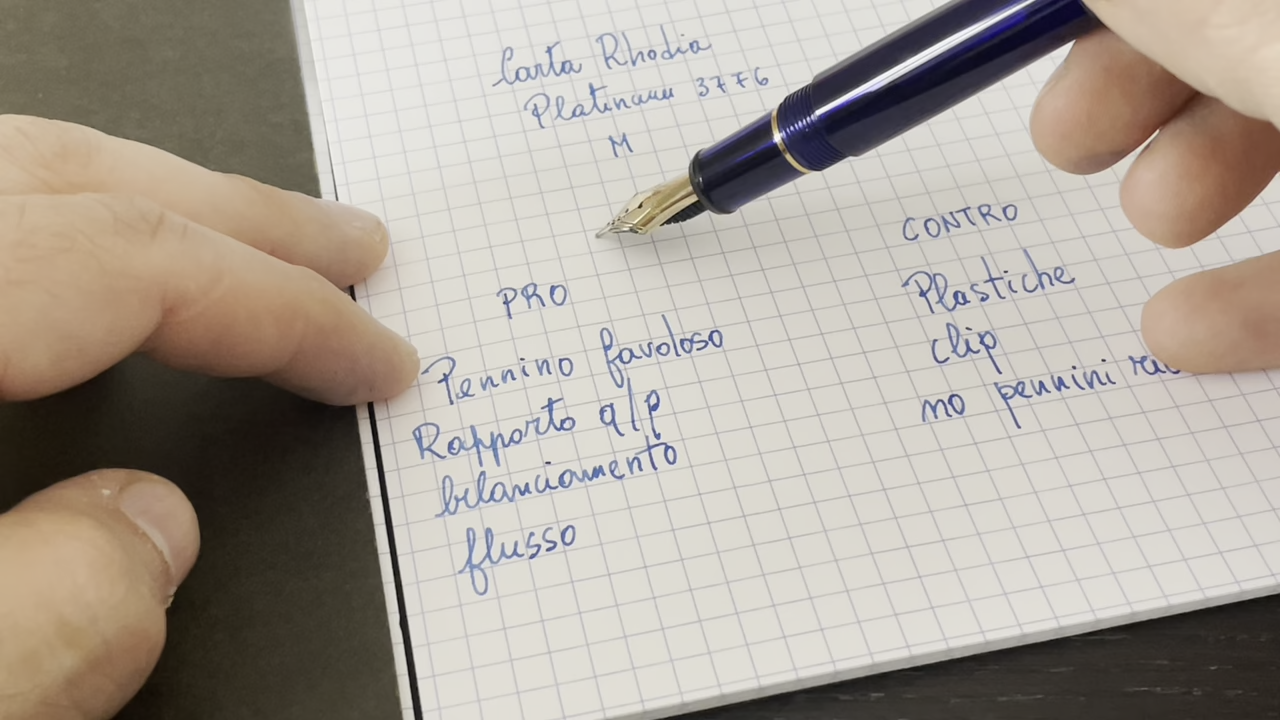 Carta Rhodia
Platinum 3776
M
PRO
Pennino favoloso
Rapporto q/p
bilanciamento
flusso
CONTRO
Plastiche
clip
no pennini